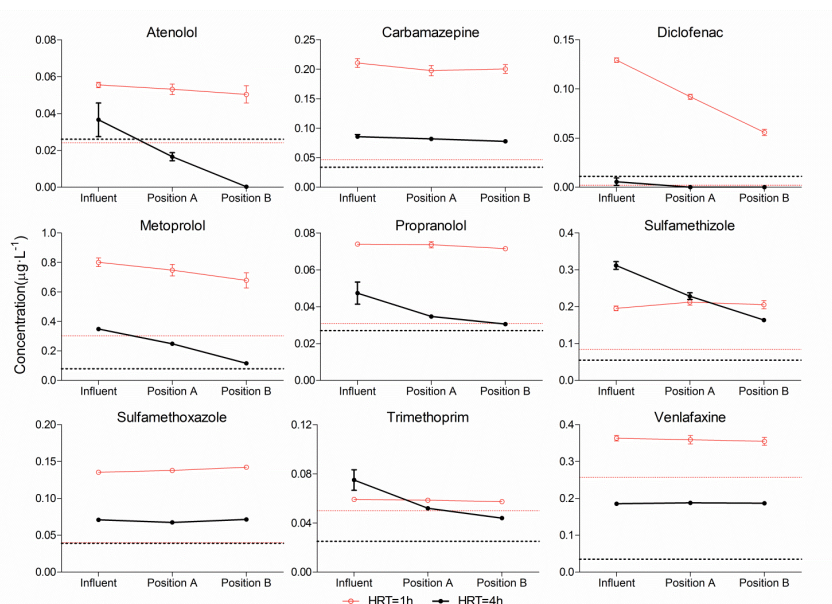 Atenolol Carbamazepine Diclofenac
0.08 0.25 0.15
0.20
0.06
0.10
0.15
0.04
0.10
0.05
0.02
0.05
0.00 0.00 0.00
Influent Position A Position B Influent Position A Position B Influent Position A Position B
Metoprolol Propranolol Sulfamethizole
1.0 0.08 0.4
0.8
0.06 0.3
0.6
0.04 0.2
0.4
0.02 0.1
0.2
0.0 0.00 0.0
Influent Position A Position B Influent Position A Position B Influent Position A Position B
Concentration(μg·L-1)
Sulfamethoxazole Trimethoprim Venlafaxine
0.20 0.12 0.4
0.15 0.3
0.08
0.10 0.2
0.04
0.05 0.1
0.00 0.00 0.0
Influent Position A Position B Influent Position A Position B Influent Position A Position B
HRT=1h HRT=4h